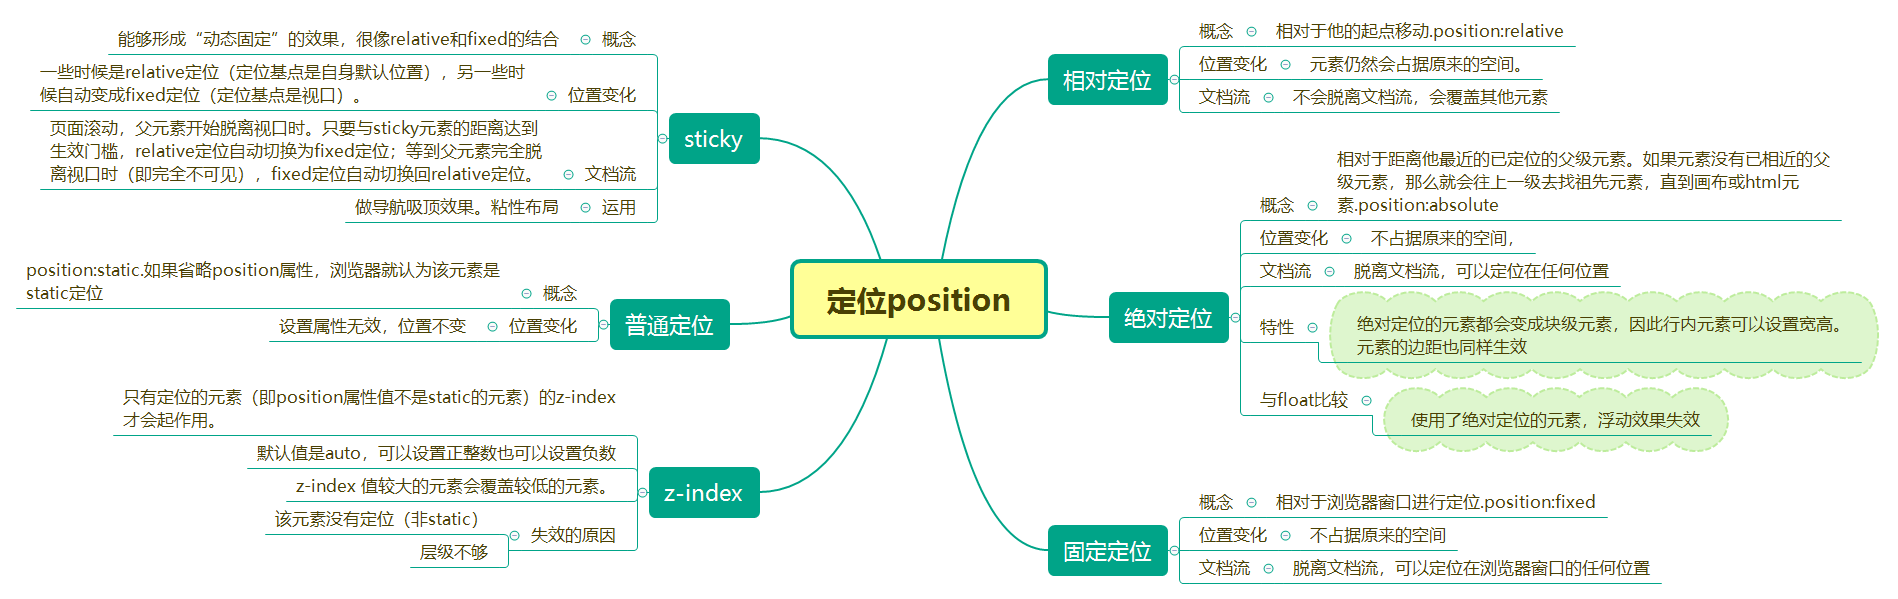 定位position
相对定位
概念
相对于他的起点移动.position:relative
位置变化
元素仍然会占据原来的空间。
文档流
不会脱离文档流，会覆盖其他元素
绝对定位
概念
相对于距离他最近的已定位的父级元素。如果元素没有已相近的父
级元素，那么就会往上一级去找祖先元素，直到画布或html元
素.position:absolute
位置变化
不占据原来的空间，
文档流
脱离文档流，可以定位在任何位置
特性
绝对定位的元素都会变成块级元素，因此行内元素可以设置宽高。
元素的边距也同样生效
与float比较
使用了绝对定位的元素，浮动效果失效
固定定位
概念
相对于浏览器窗口进行定位.position:fixed
位置变化
不占据原来的空间
文档流
脱离文档流，可以定位在浏览器窗口的任何位置
sticky
概念
能够形成“动态固定”的效果，很像relative和fixed的结合
位置变化
一些时候是relative定位（定位基点是自身默认位置），另一些时
候自动变成fixed定位（定位基点是视口）。
文档流
页面滚动，父元素开始脱离视口时。只要与sticky元素的距离达到
生效门槛，relative定位自动切换为fixed定位；等到父元素完全脱
离视口时（即完全不可见），fixed定位自动切换回relative定位。
运用
做导航吸顶效果。粘性布局
普通定位
概念
position:static.如果省略position属性，浏览器就认为该元素是
static定位
位置变化
设置属性无效，位置不变
z-index
只有定位的元素（即position属性值不是static的元素）的z-index
才会起作用。
默认值是auto，可以设置正整数也可以设置负数
z-index 值较大的元素会覆盖较低的元素。
失效的原因
该元素没有定位（非static）
层级不够